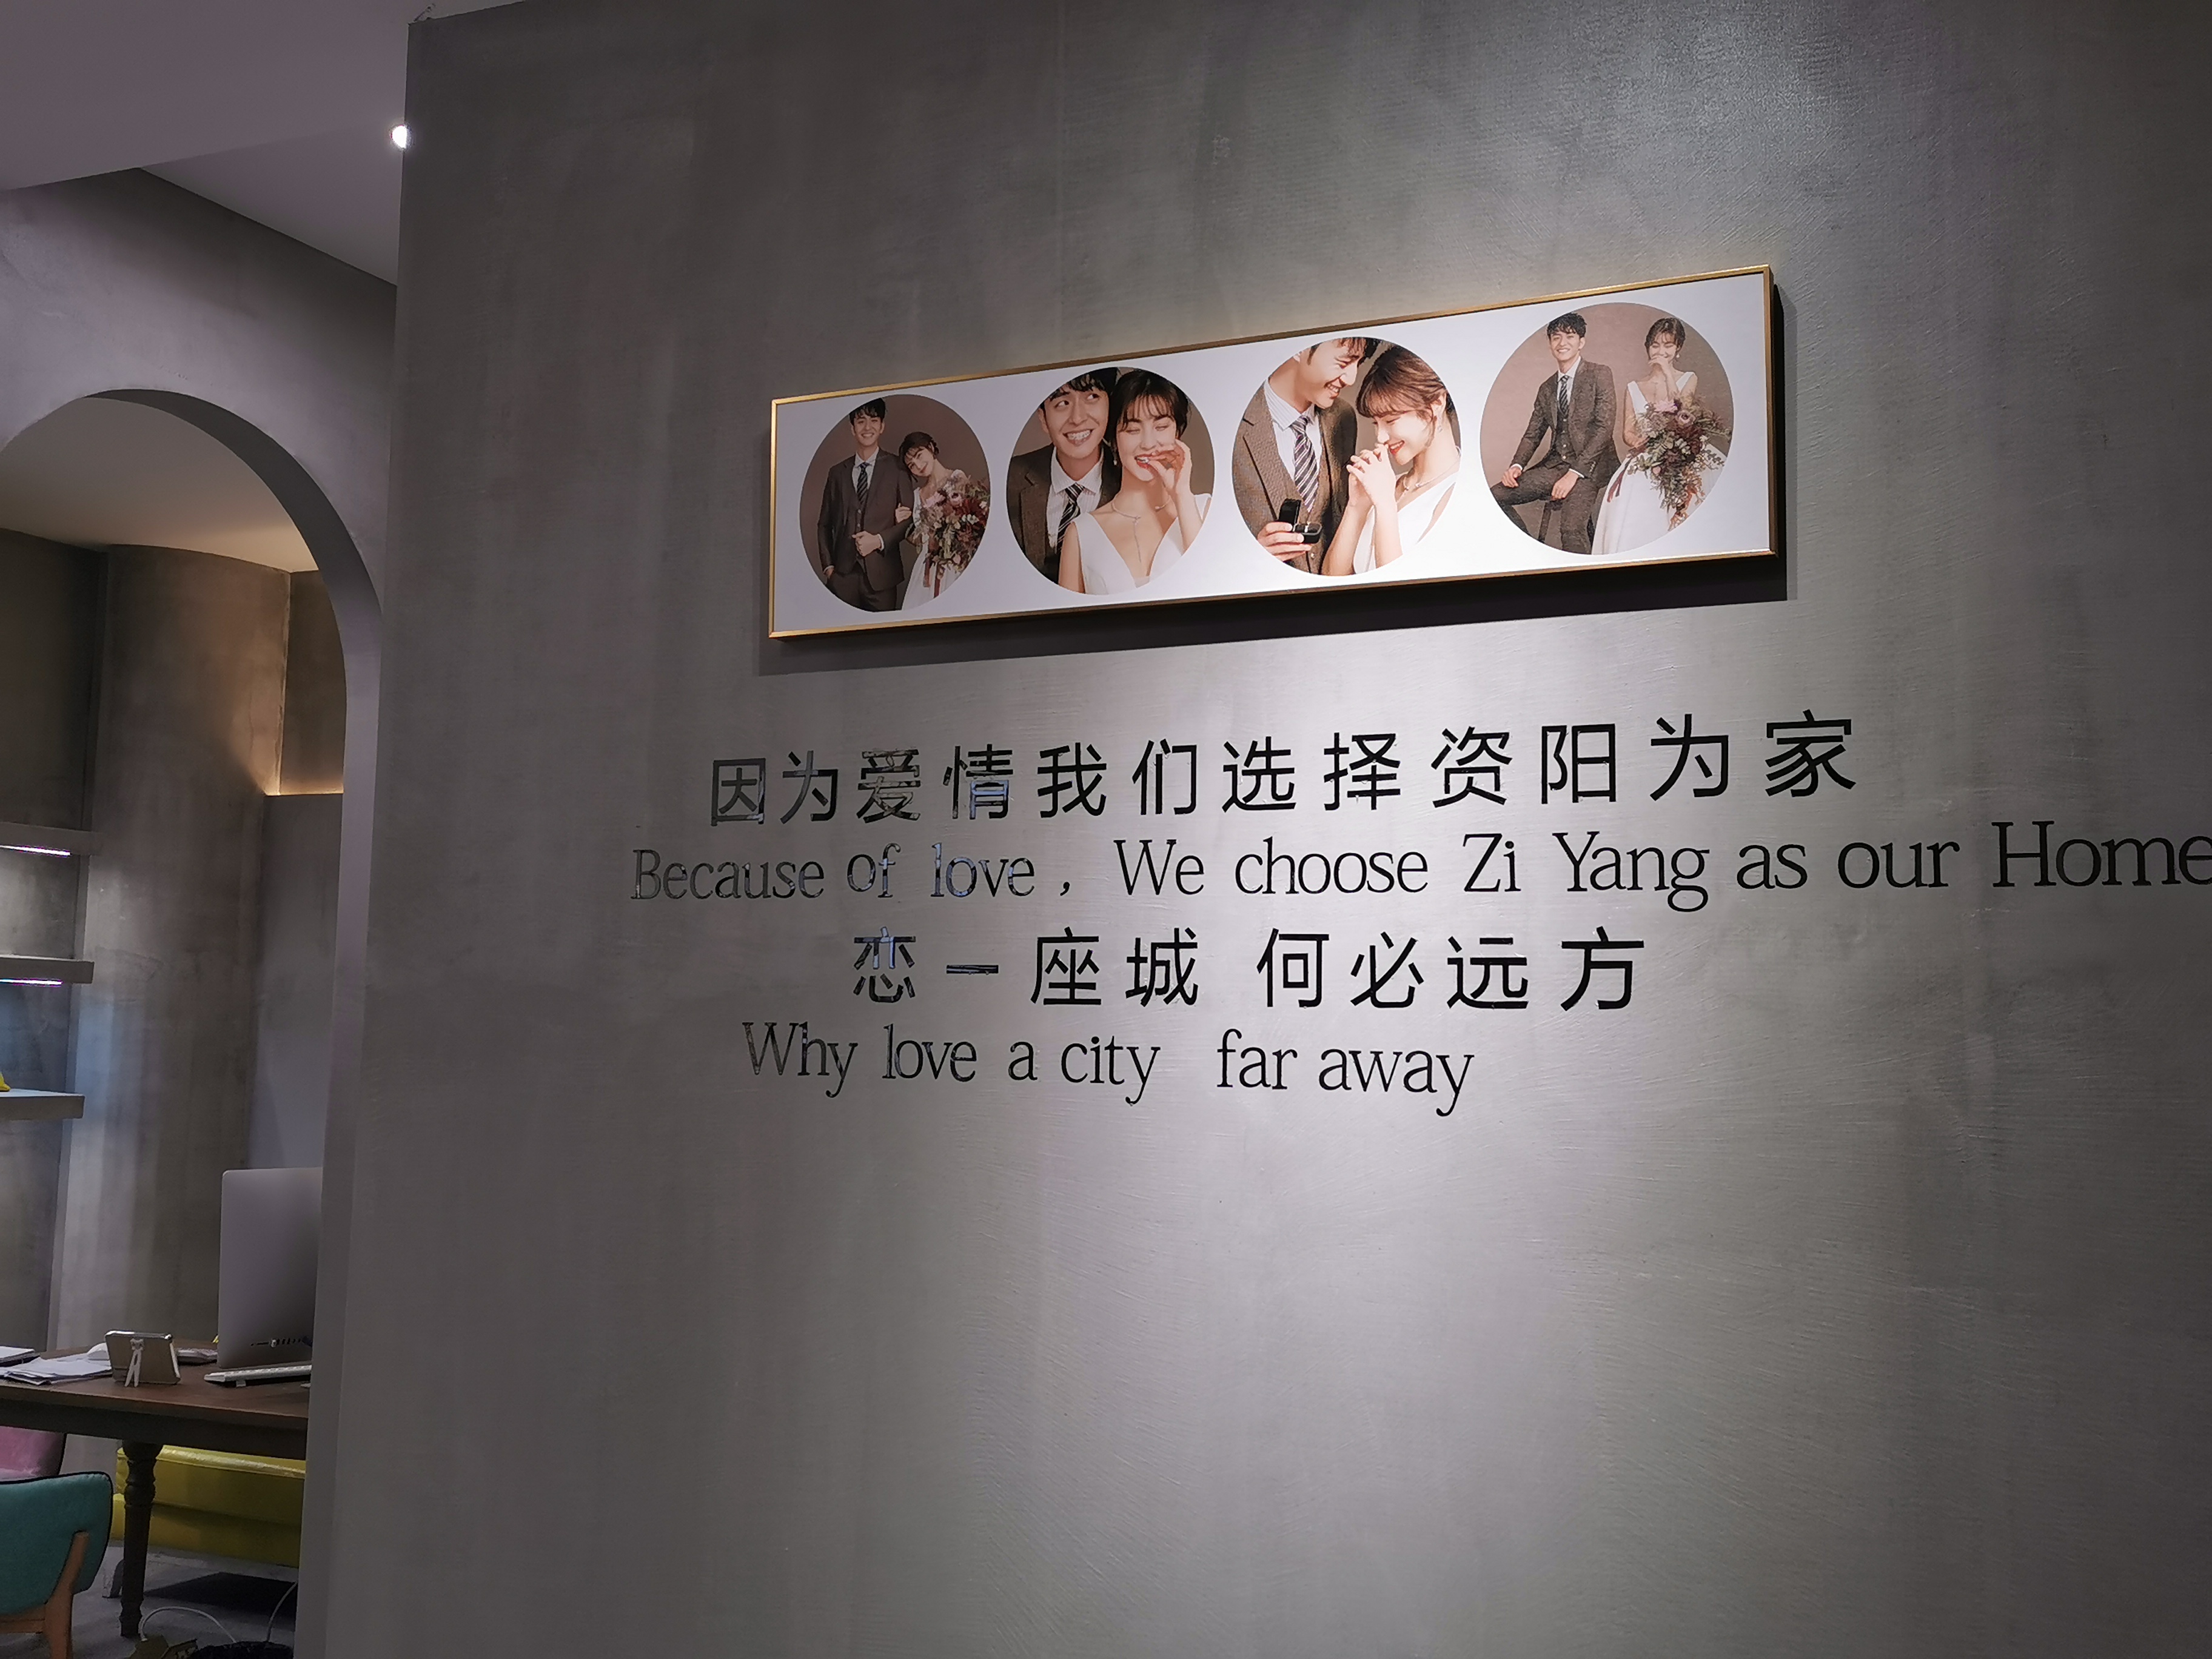 因为爱情我们选择资阳为家
Because of love, We choose Zi Yang as our Home
恋一座城 何必远方
Why love a city far away